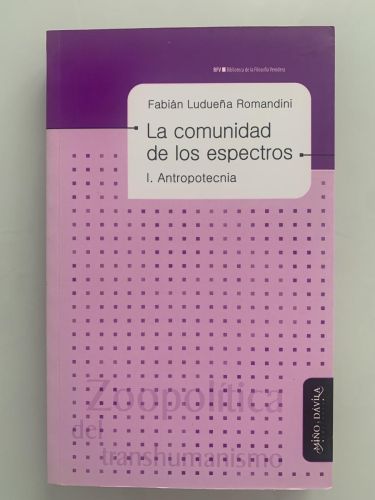 BFV Biblioteca de la Filosofía Venidera
Fabián Ludueña Romandini
La comunidad
de los espectros
I. Antropotecnia
Zoopolítica
del
transhumanismo
MIÑO y DÁVILA